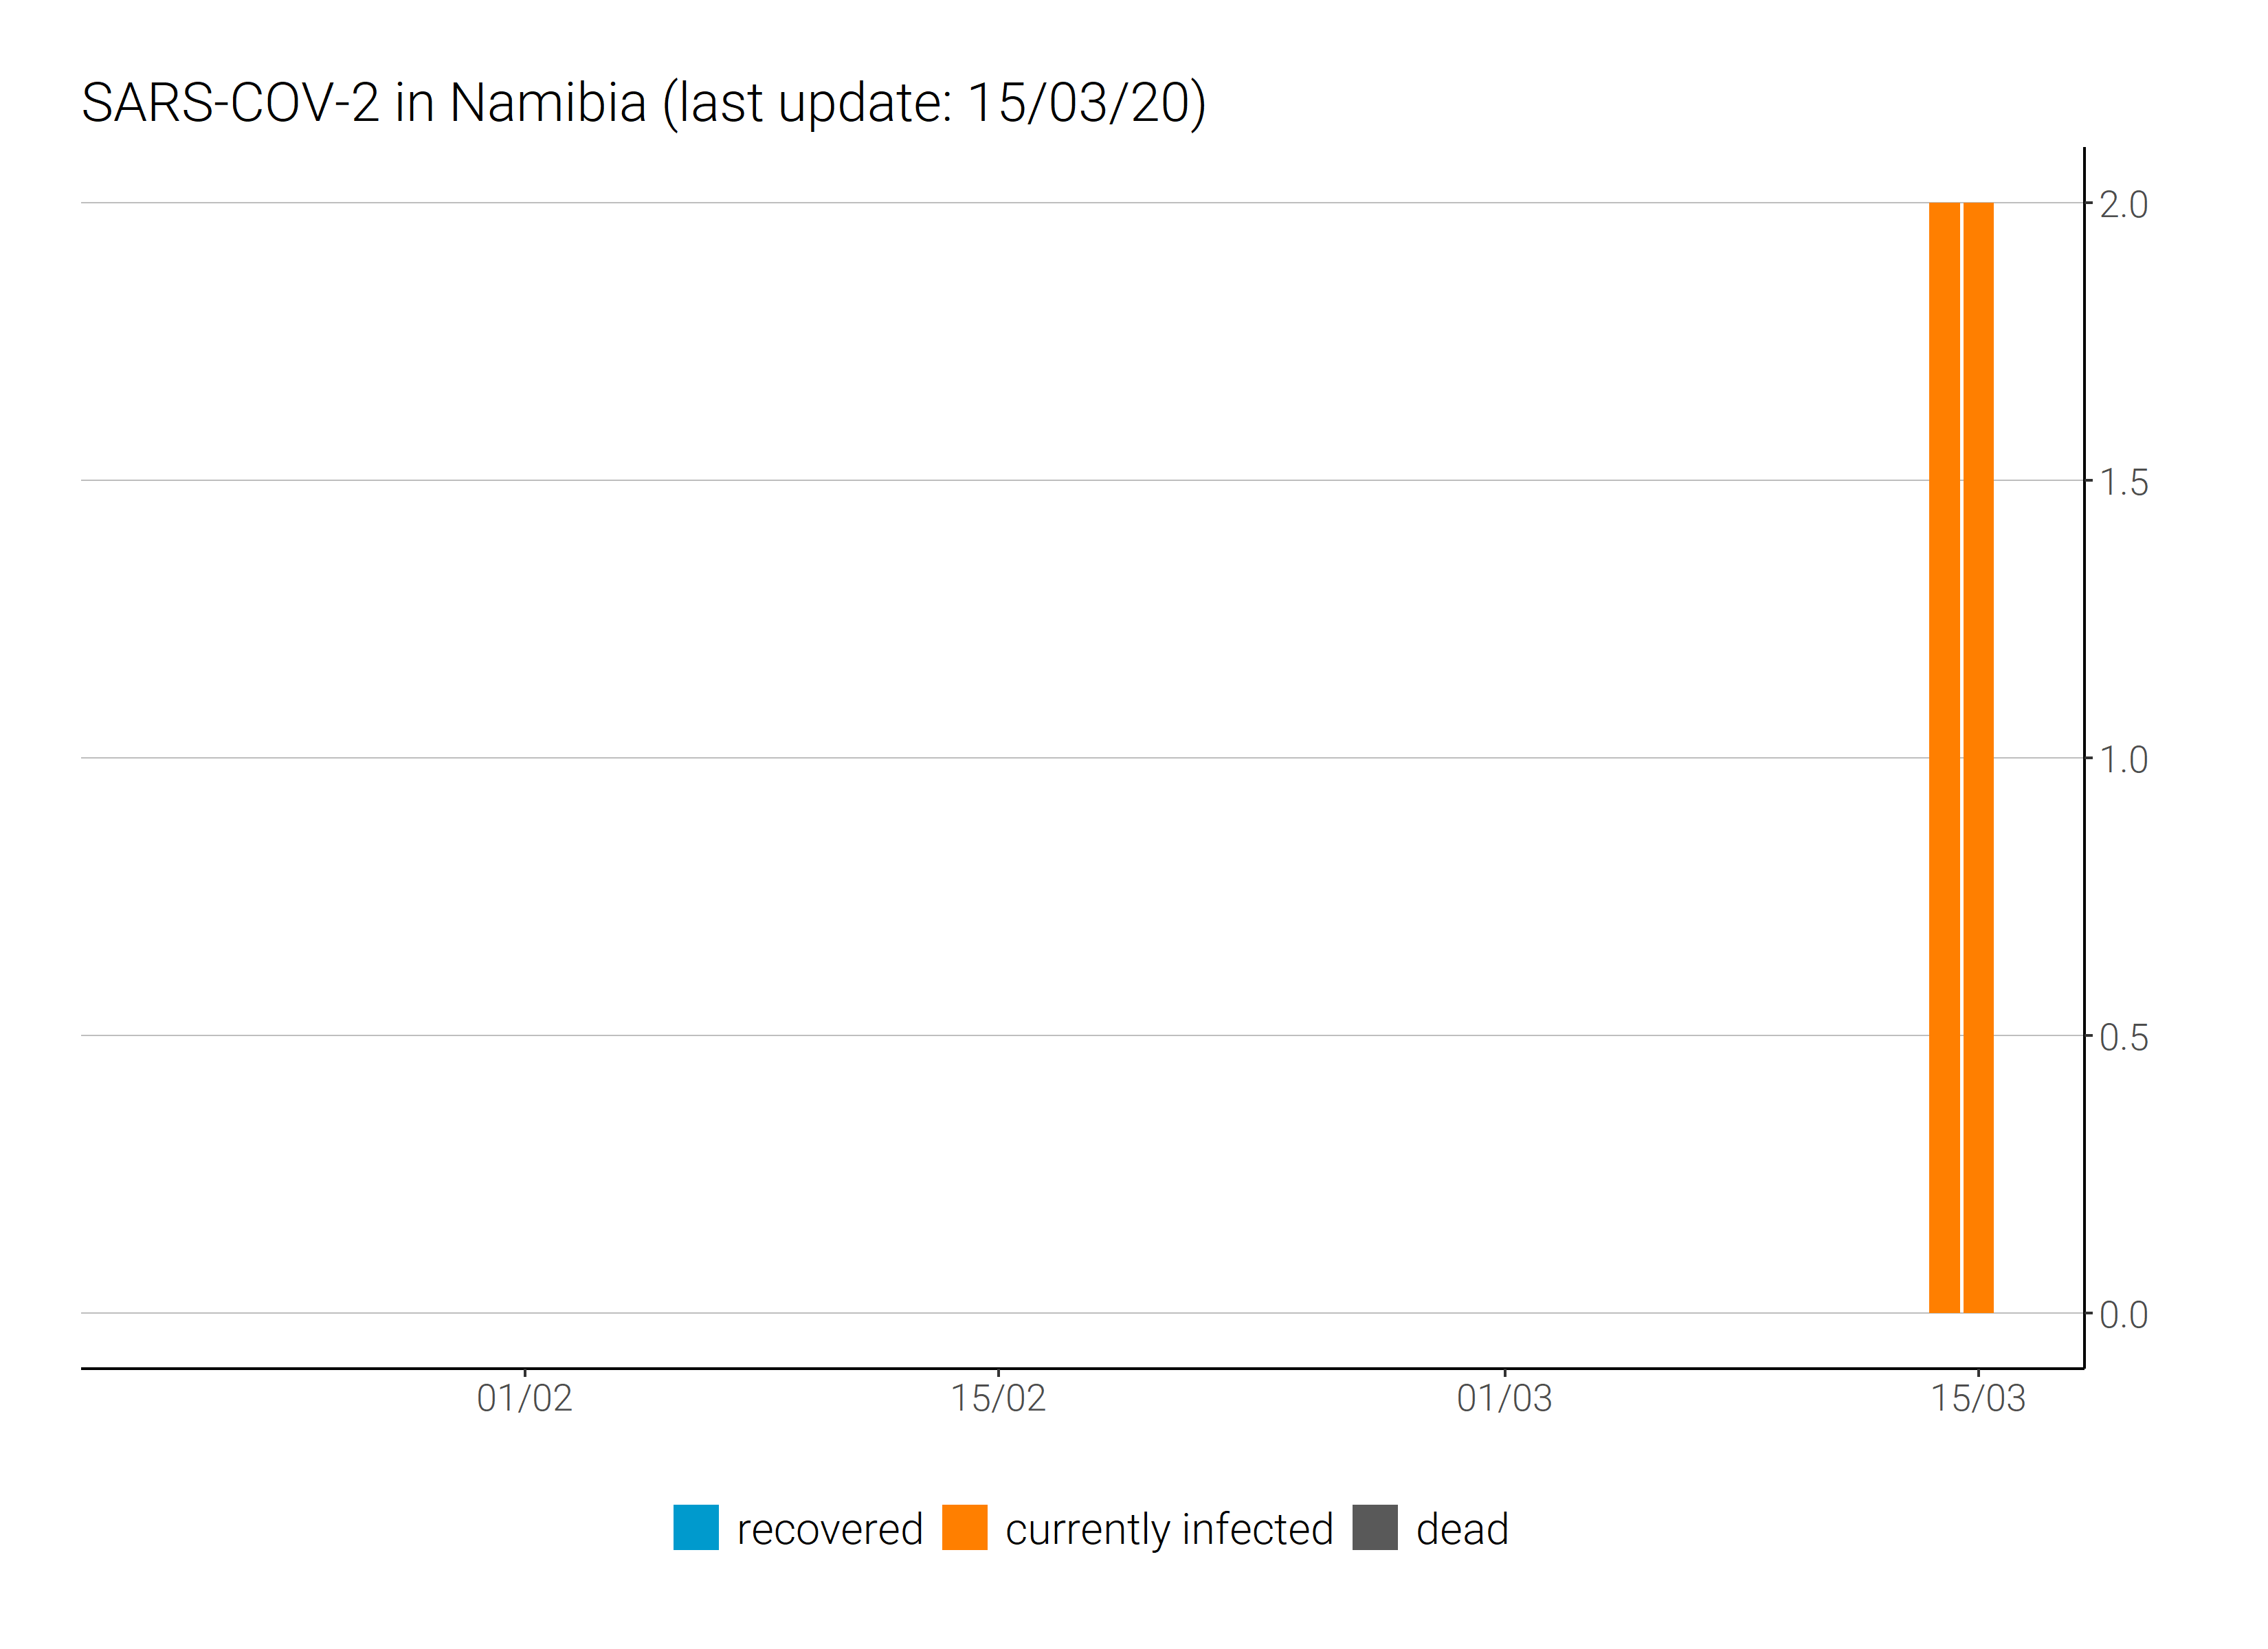 SARS-COV-2 in Namibia (last update: 15/03/20)
2.0
1.5
1.0
0.5
0.0
01/02 15/02 01/03 15/03
recovered currently infected dead